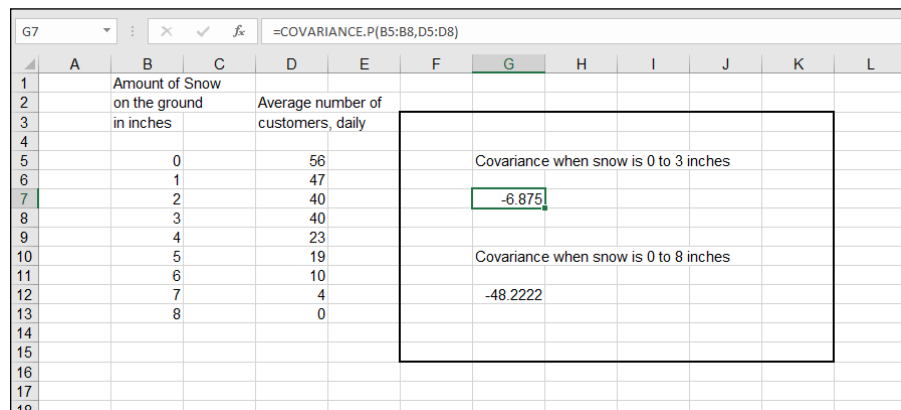 G7 fx =COVARIANCE.P(B5:B8,D5:D8)
A B C D E F G H I J K L
1 Amount of Snow
2 on the ground Average number of
3 in inches customers, daily
4
5 0 56 Covariance when snow is 0 to 3 inches
6 1 47
7 2 40 -6.875
8 3 40
9 4 23
10 5 19 Covariance when snow is 0 to 8 inches
11 6 10
12 7 4 -48.2222
13 8 0
14
15
16
17
18